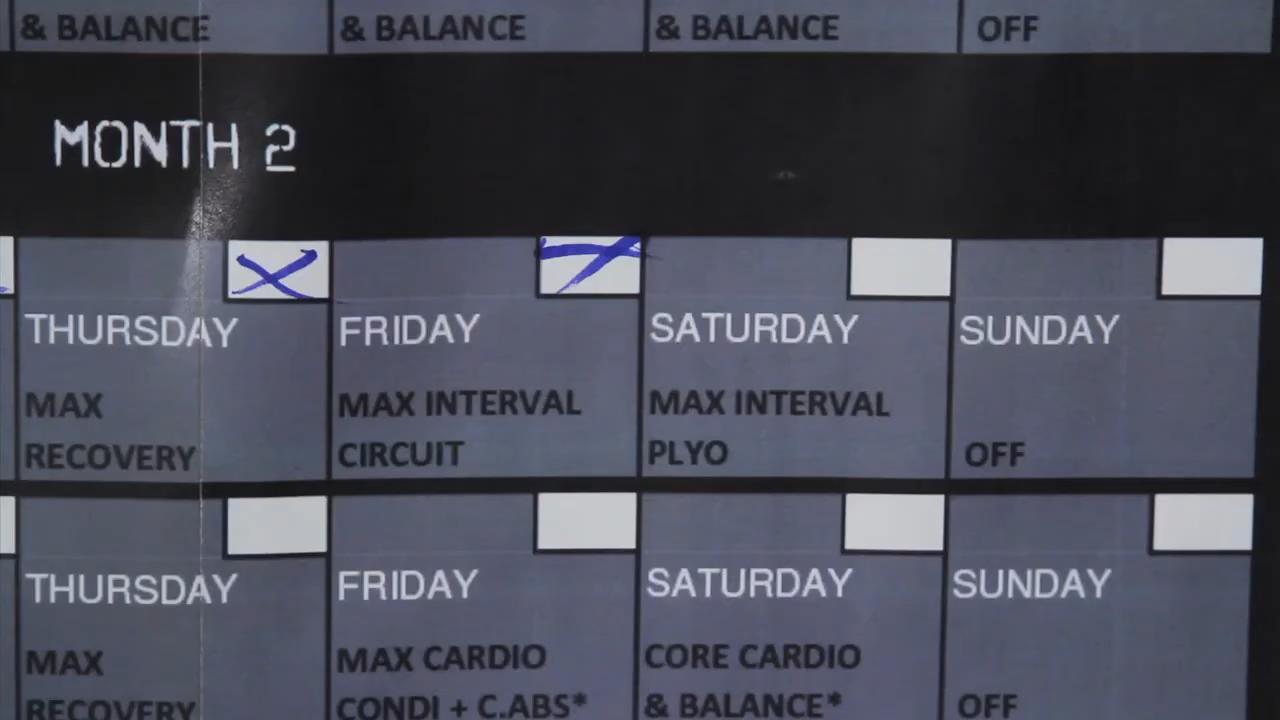 & BALANCE & BALANCE & BALANCE OFF
MONTH 2
THURSDAY FRIDAY SATURDAY SUNDAY
MAX MAX INTERVAL MAX INTERVAL
RECOVERY CIRCUIT PLYO OFF
THURSDAY FRIDAY SATURDAY SUNDAY
MAX MAX CARDIO CORE CARDIO
RECOVERY CONDI + C.ABS* & BALANCE* OFF